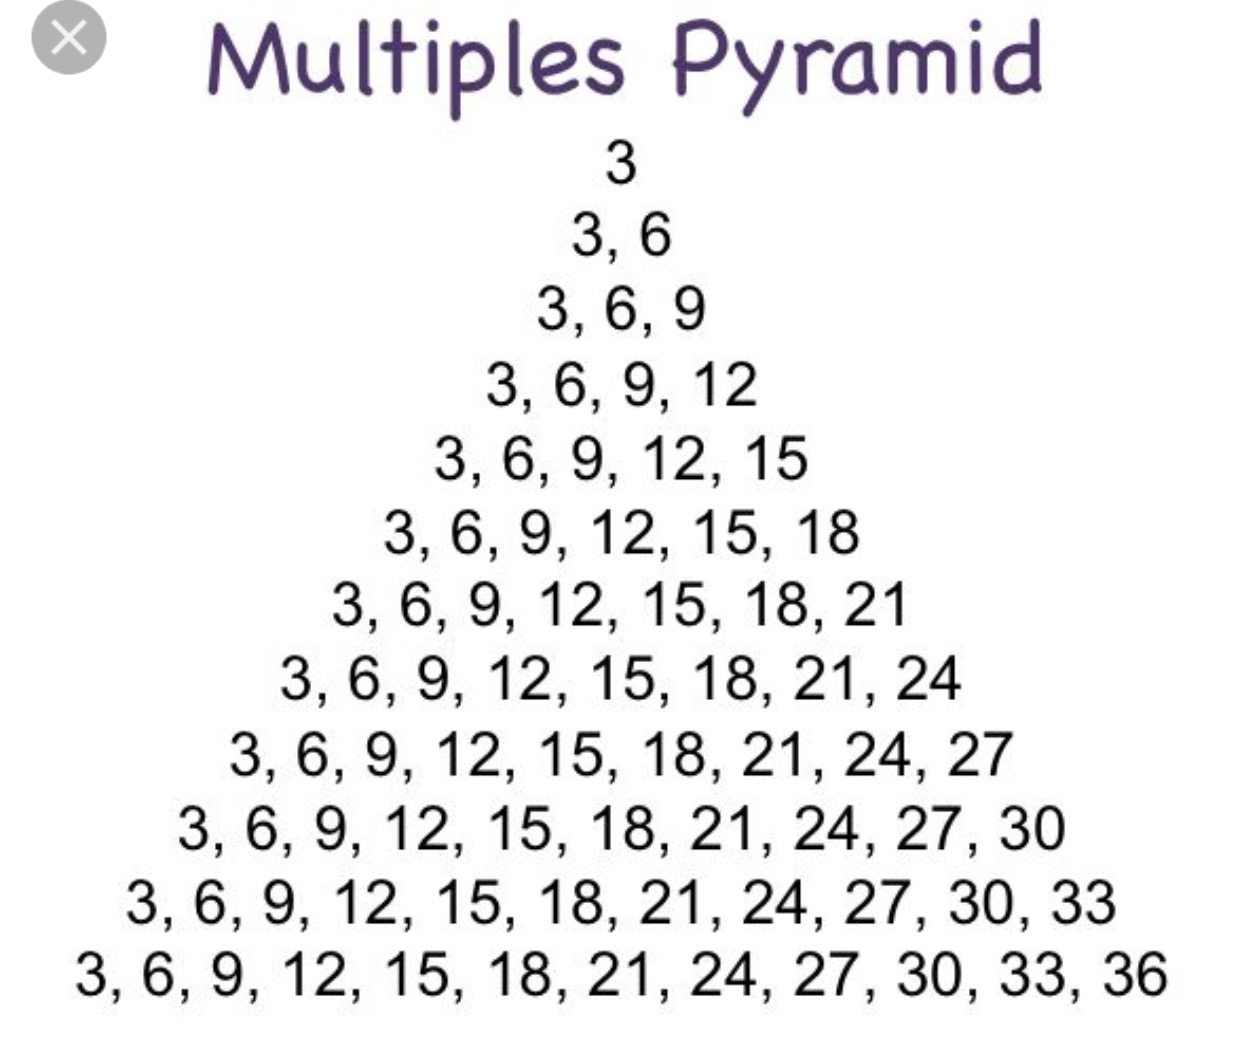 Multiples Pyramid
3
3, 6
3, 6, 9
3, 6, 9, 12
3, 6, 9, 12, 15
3, 6, 9, 12, 15, 18
3, 6, 9, 12, 15, 18, 21
3, 6, 9, 12, 15, 18, 21, 24
3, 6, 9, 12, 15, 18, 21, 24, 27
3, 6, 9, 12, 15, 18, 21, 24, 27, 30
3, 6, 9, 12, 15, 18, 21, 24, 27, 30, 33
3, 6, 9, 12, 15, 18, 21, 24, 27, 30, 33, 36